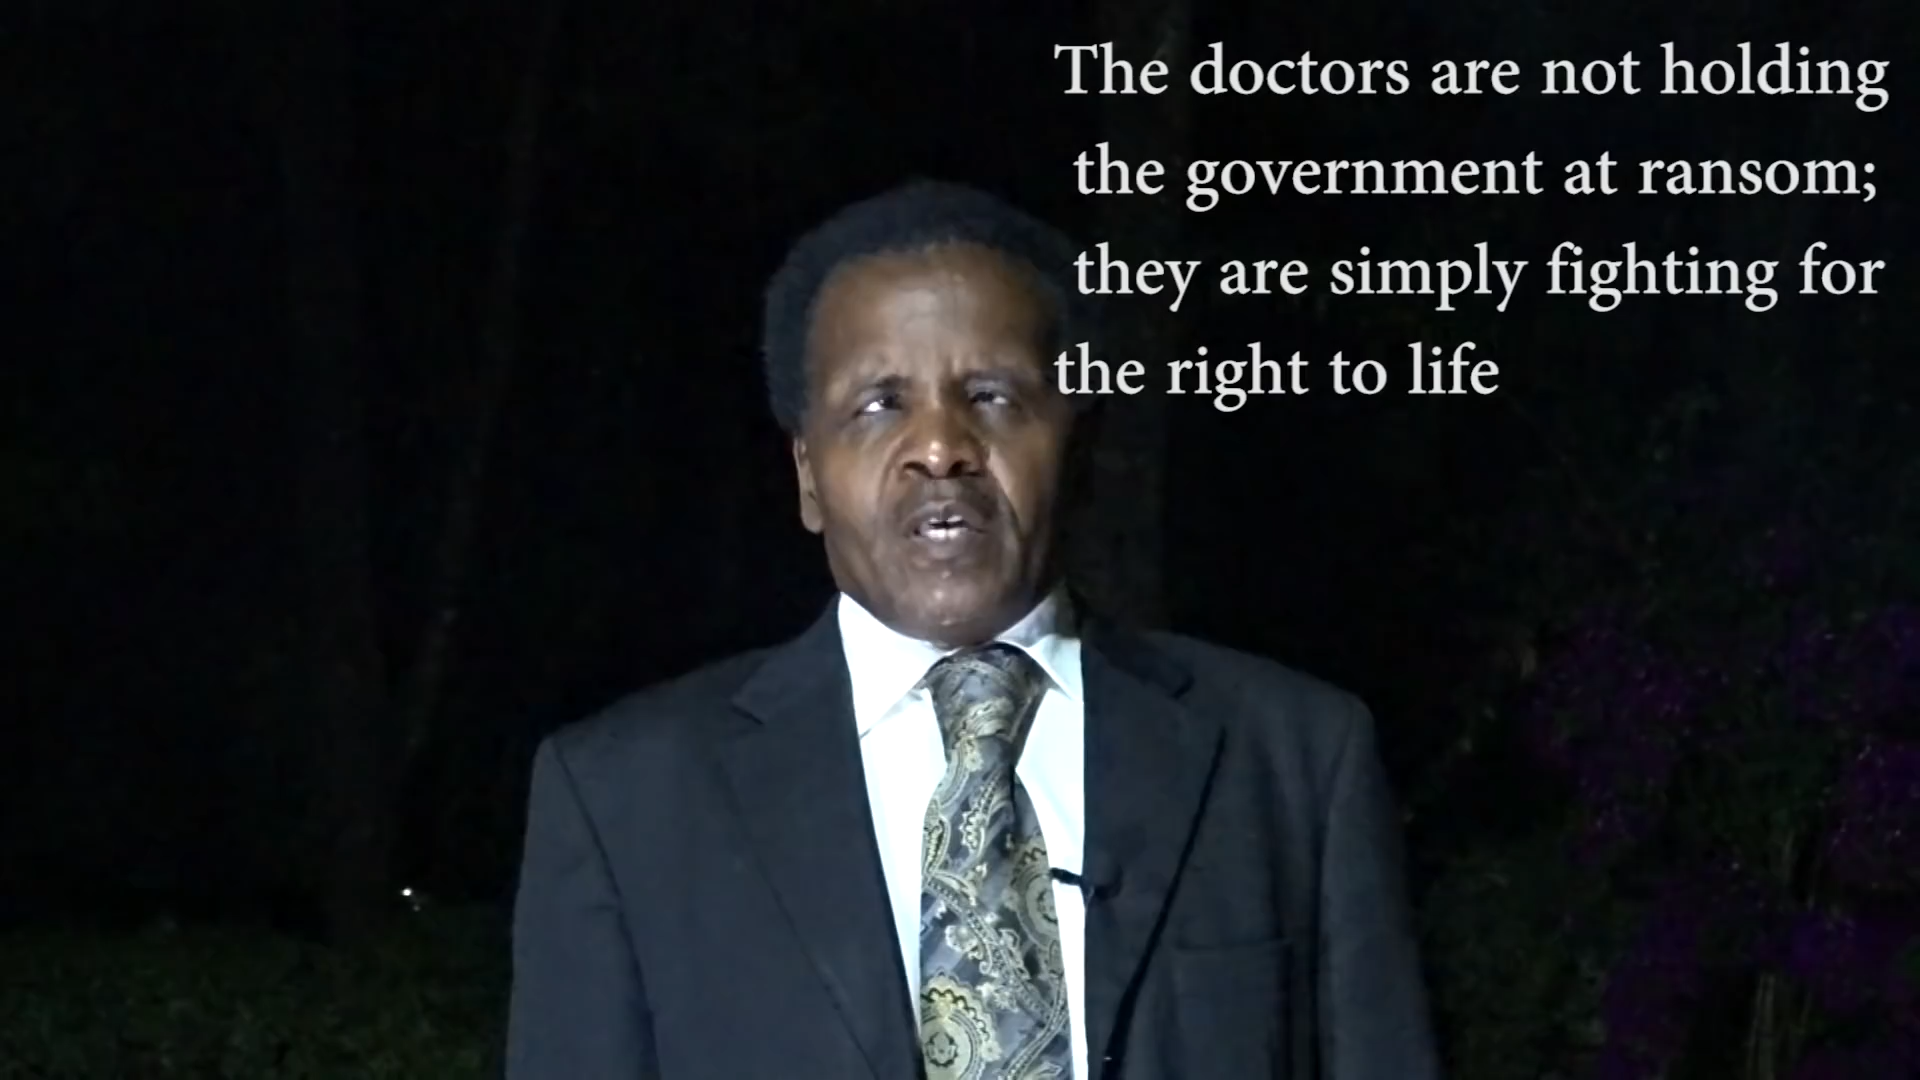 The doctors are not holding
the government at ransom;
they are simply fighting for
the right to life